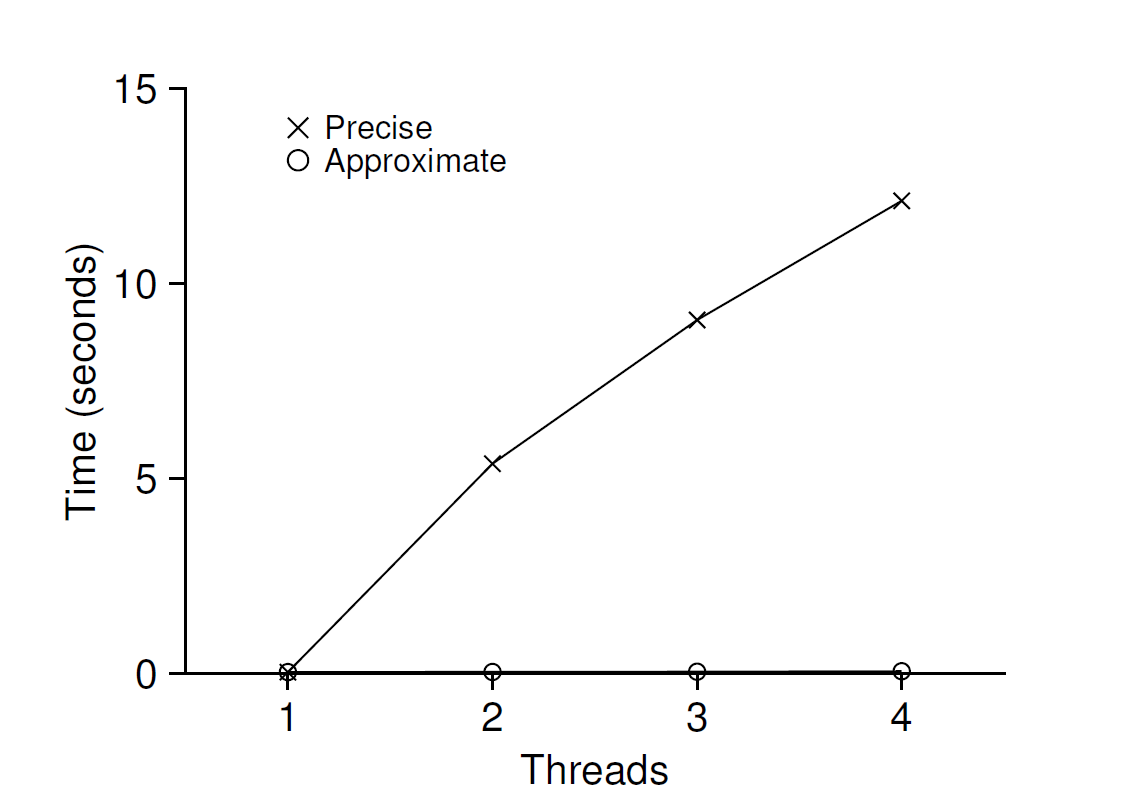 15
Precise
Approximate
10
5
0
Time (seconds)
1 2 3 4
Threads